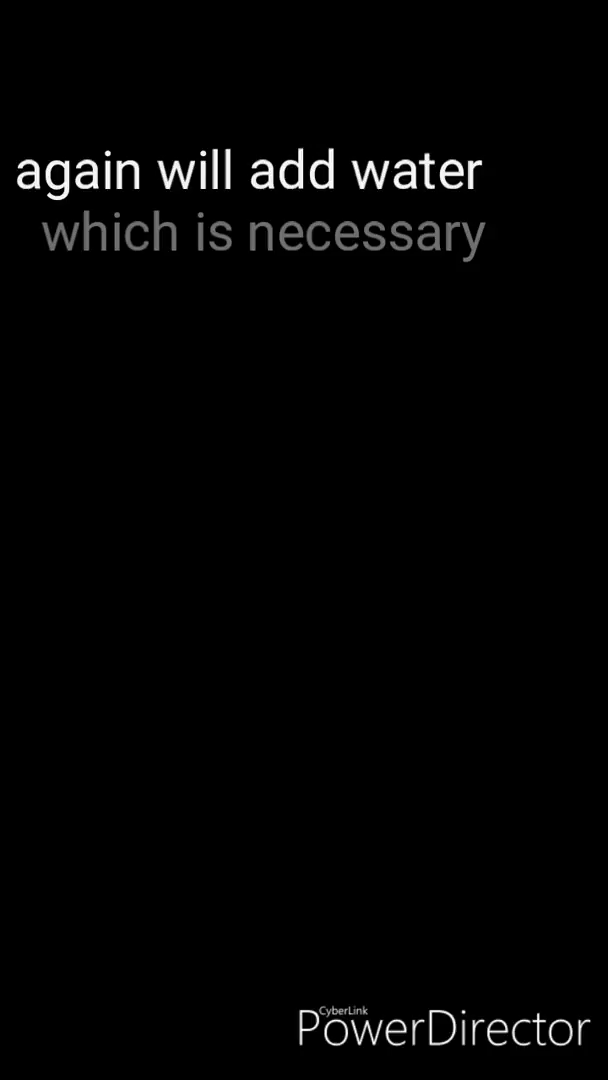 again will add water
which is necessary
CyberLink
PowerDirector